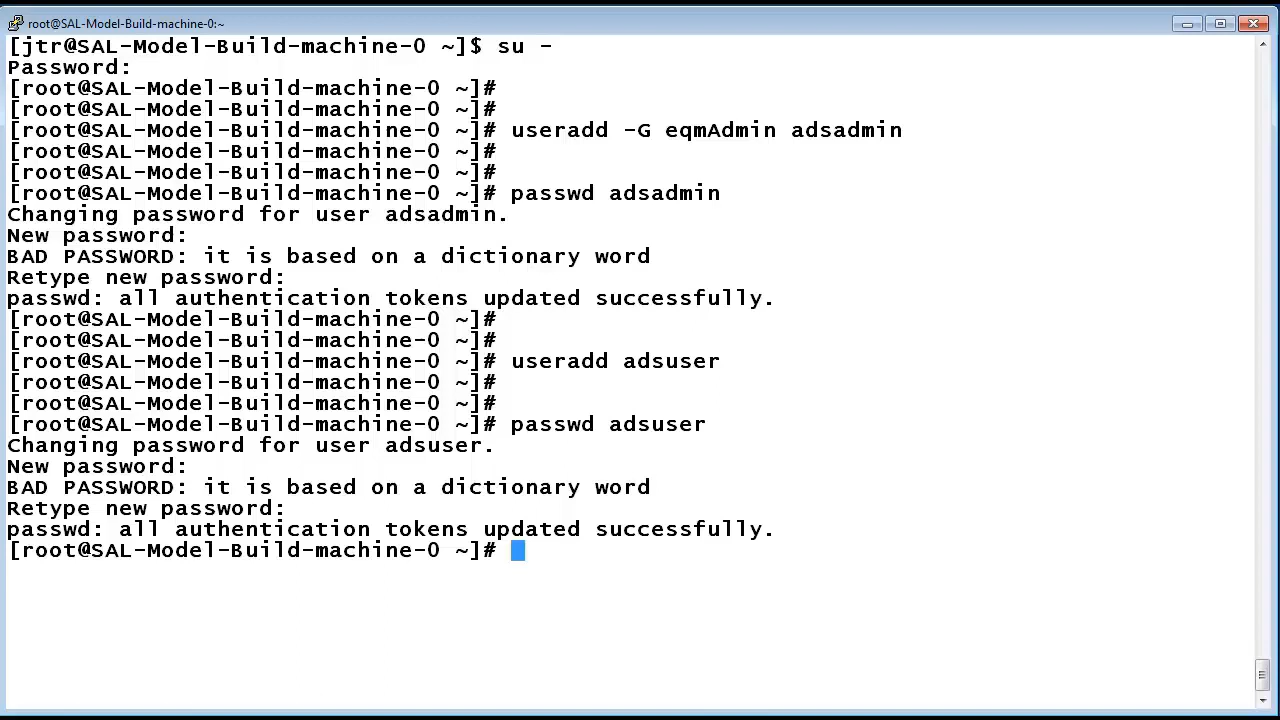 root@SAL-Model-Build-machine-0:~
[jtr@SAL-Model-Build-machine-0 ~]$ su -
Password:
[root@SAL-Model-Build-machine-0 ~]#
[root@SAL-Model-Build-machine-0 ~]#
[root@SAL-Model-Build-machine-0 ~]# useradd -G eqmAdmin adsadmin
[root@SAL-Model-Build-machine-0 ~]#
[root@SAL-Model-Build-machine-0 ~]#
[root@SAL-Model-Build-machine-0 ~]# passwd adsadmin
Changing password for user adsadmin.
New password:
BAD PASSWORD: it is based on a dictionary word
Retype new password:
passwd: all authentication tokens updated successfully.
[root@SAL-Model-Build-machine-0 ~]#
[root@SAL-Model-Build-machine-0 ~]#
[root@SAL-Model-Build-machine-0 ~]# useradd adsuser
[root@SAL-Model-Build-machine-0 ~]#
[root@SAL-Model-Build-machine-0 ~]#
[root@SAL-Model-Build-machine-0 ~]# passwd adsuser
Changing password for user adsuser.
New password:
BAD PASSWORD: it is based on a dictionary word
Retype new password:
passwd: all authentication tokens updated successfully.
[root@SAL-Model-Build-machine-0 ~]#